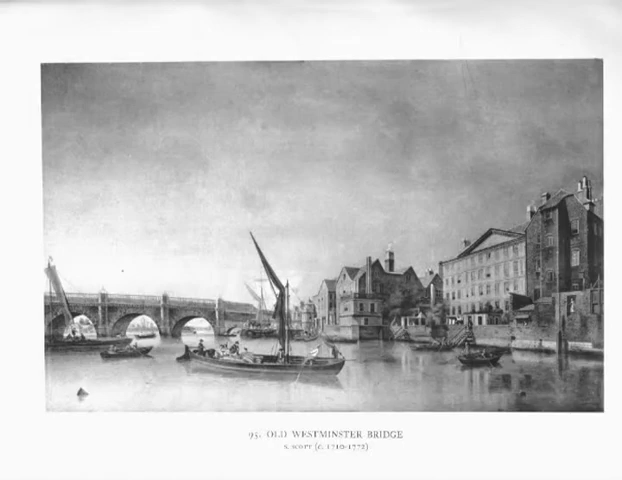 95. OLD WESTMINSTER BRIDGE
S. SCOTT (C. 1710-1772)